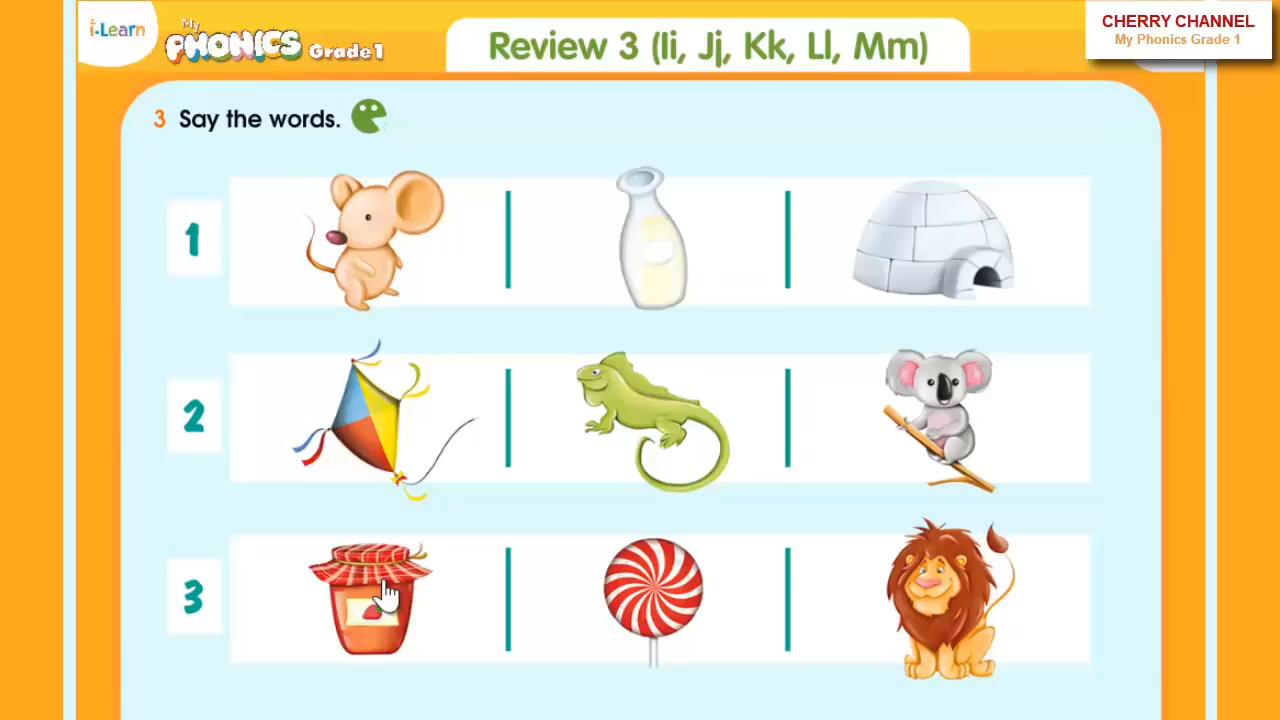 i-Learn
My
PHONICS Grade 1
Review 3 (Ii, Jj, Kk, Ll, Mm)
CHERRY CHANNEL
My Phonics Grade 1
3 Say the words.
1
2
3